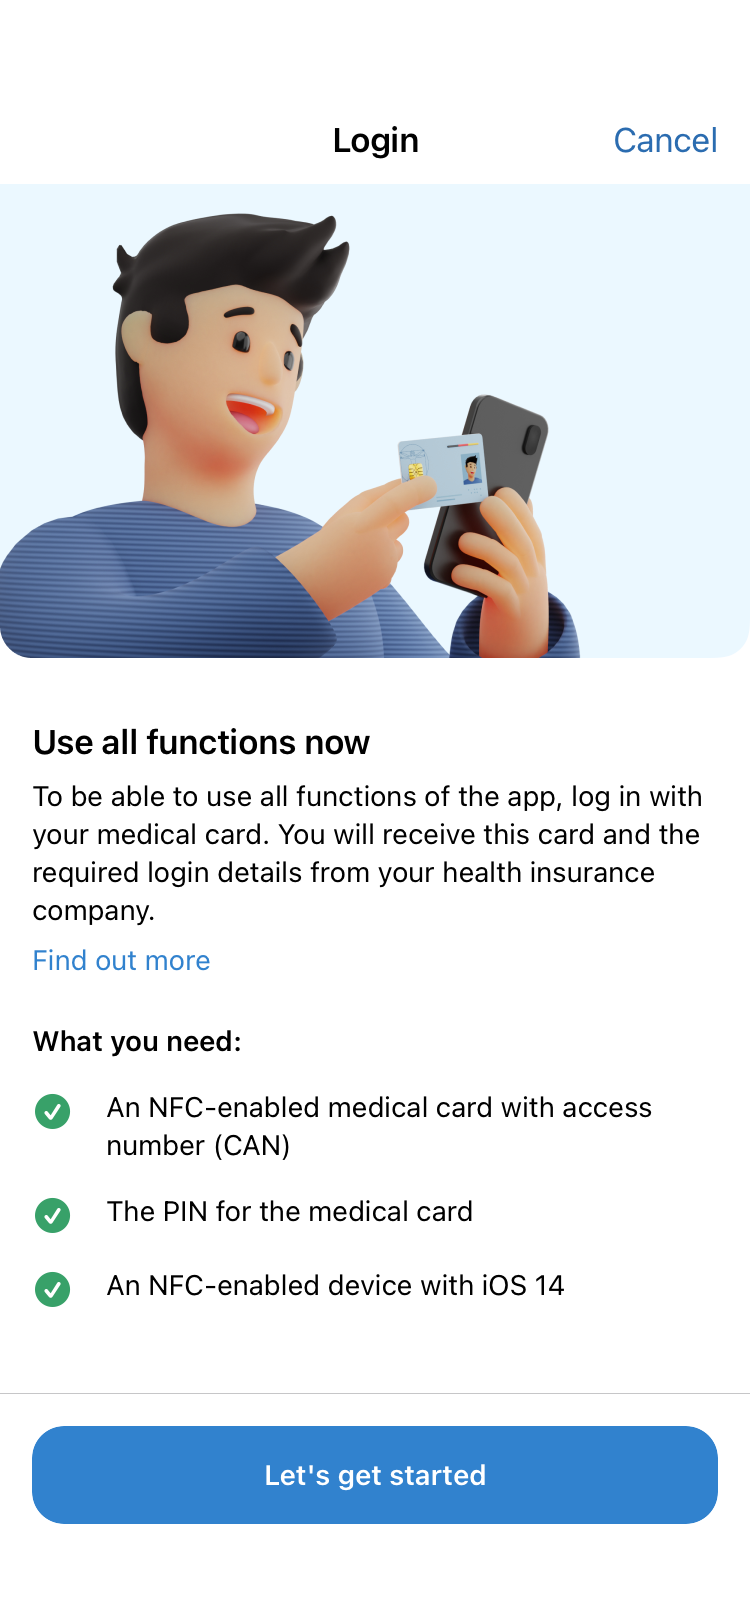 Login
Cancel
Use all functions now
To be able to use all functions of the app, log in with
your medical card. You will receive this card and the
required login details from your health insurance
company.
Find out more
What you need:
An NFC-enabled medical card with access
number (CAN)
The PIN for the medical card
An NFC-enabled device with iOS 14
Let's get started